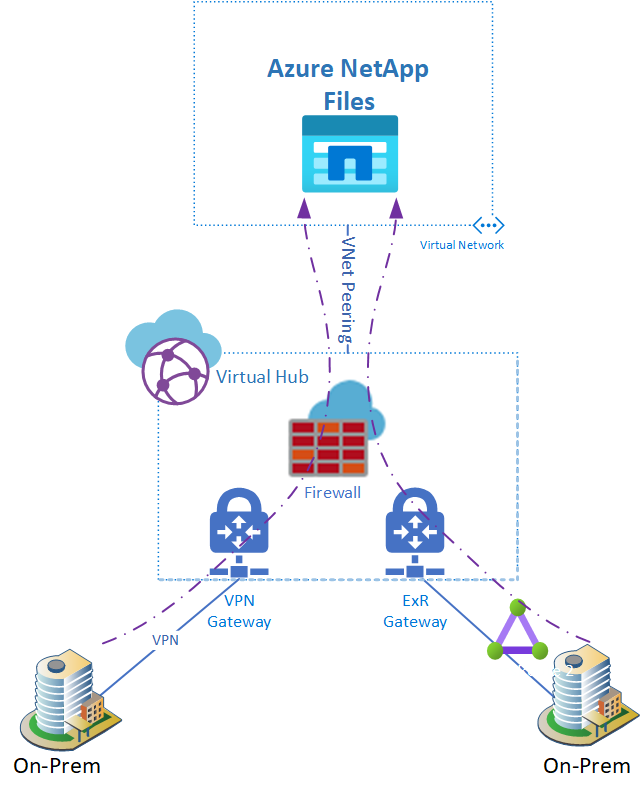 Azure NetApp
Files
Virtual Network
VNet Peering
Virtual Hub
Firewall
VPN
Gateway
ExR
Gateway
VPN
On-Prem
On-Prem